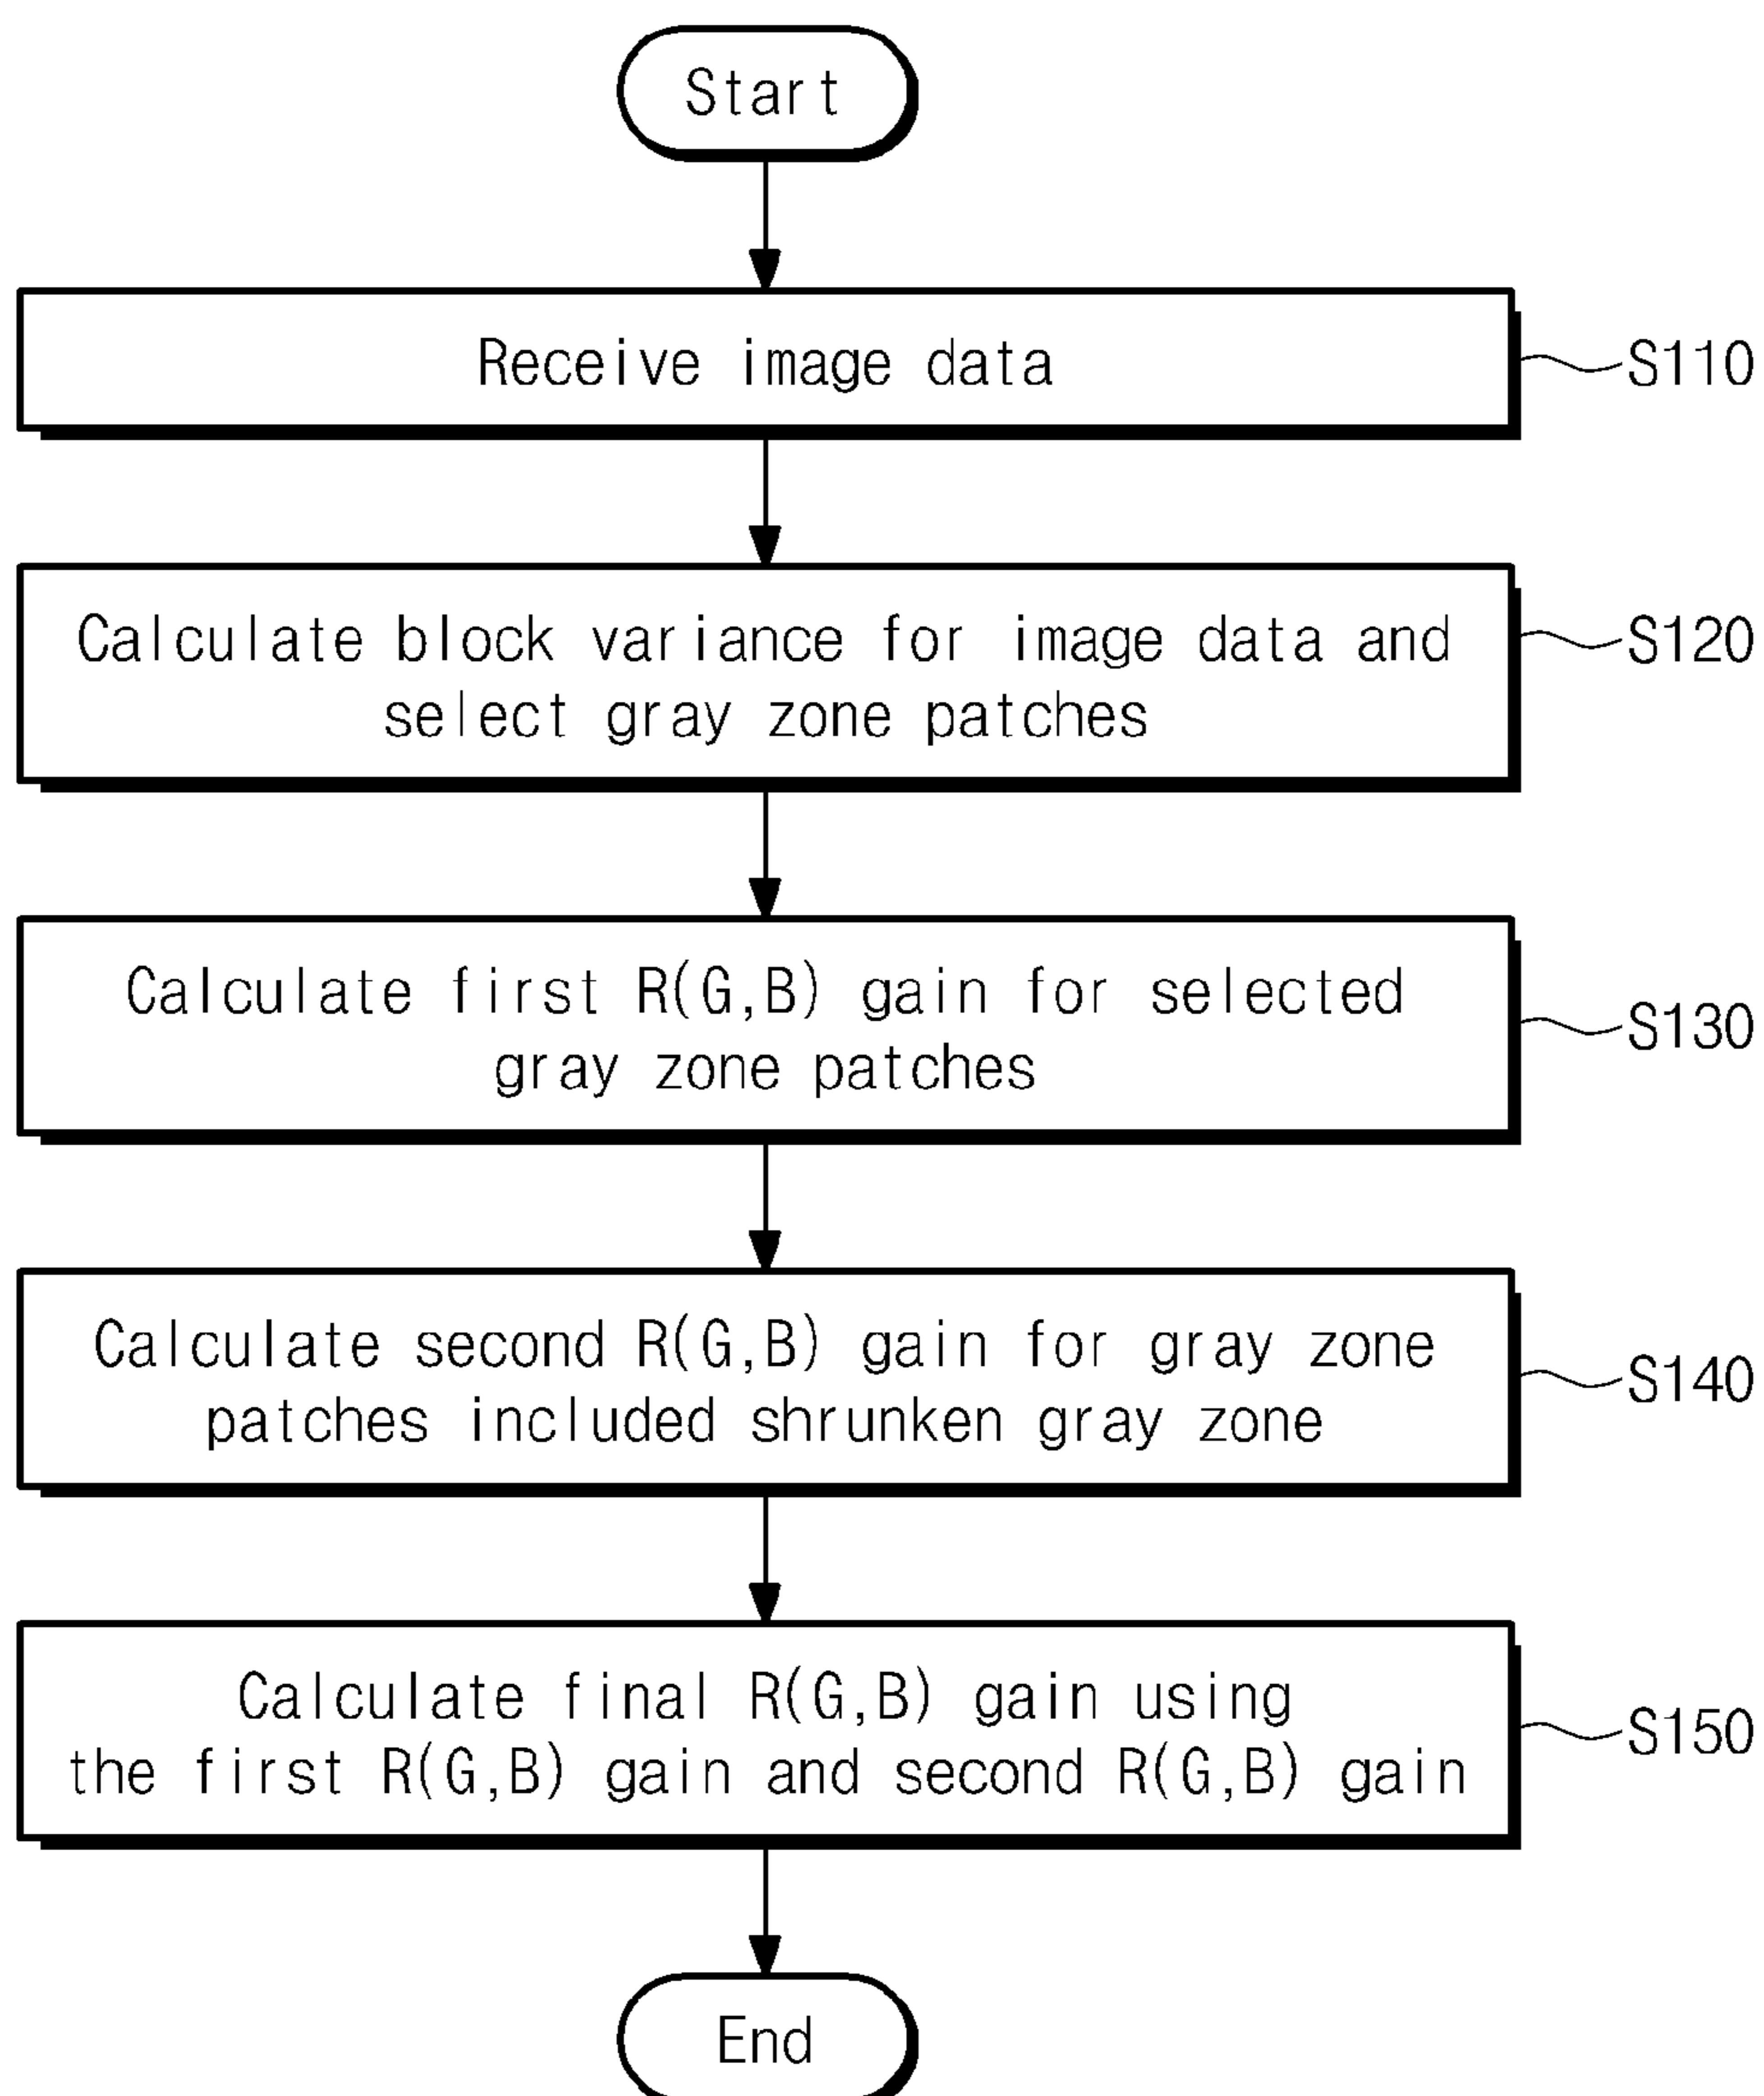 Start
Receive image data
S110
Calculate block variance for image data and
select gray zone patches
S120
Calculate first R(G,B) gain for selected
gray zone patches
S130
Calculate second R(G,B) gain for gray zone
patches included shrunken gray zone
S140
Calculate final R(G,B) gain using
the first R(G,B) gain and second R(G,B) gain
S150
End